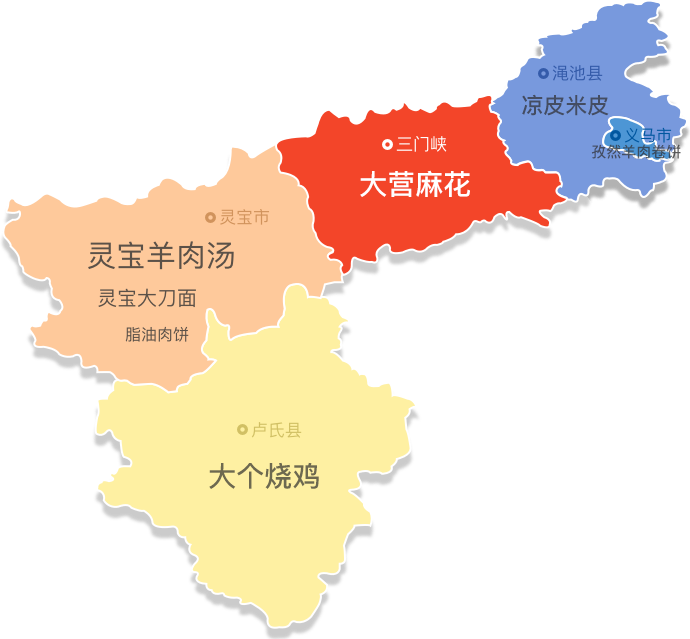 渑池县
凉皮米皮
义马市
孜然羊肉卷饼
三门峡
大营麻花
灵宝市
灵宝羊肉汤
灵宝大刀面
脂油肉饼
卢氏县
大个烧鸡